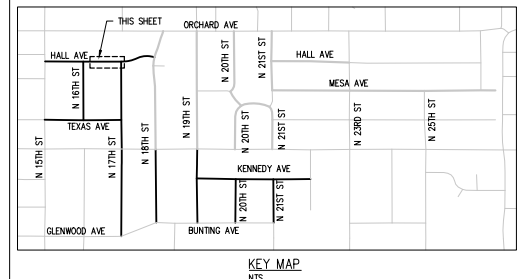 THIS SHEET
ORCHARD AVE
HALL AVE
HALL AVE
N 16TH ST
N 20TH ST
N 21ST ST
MESA AVE
TEXAS AVE
N 15TH ST
N 17TH ST
N 18TH ST
N 19TH ST
N 20TH ST
N 21ST ST
N 23RD ST
N 25TH ST
KENNEDY AVE
N 20TH ST
N 21ST ST
GLENWOOD AVE
BUNTING AVE
KEY MAP
NTS